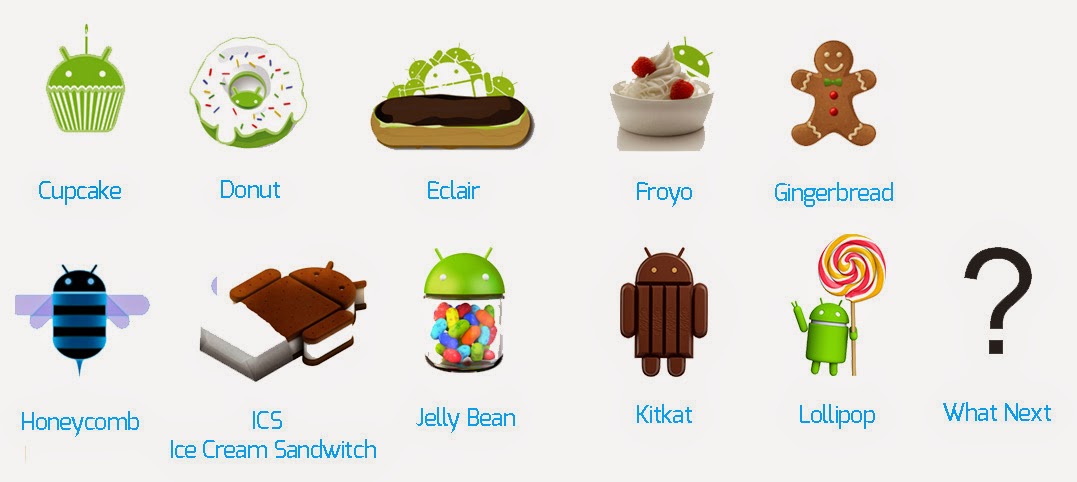 Cupcake
Donut
Eclair
Froyo
Gingerbread
Honeycomb
ICS
Ice Cream Sandwitch
Jelly Bean
Kitkat
Lollipop
?
What Next